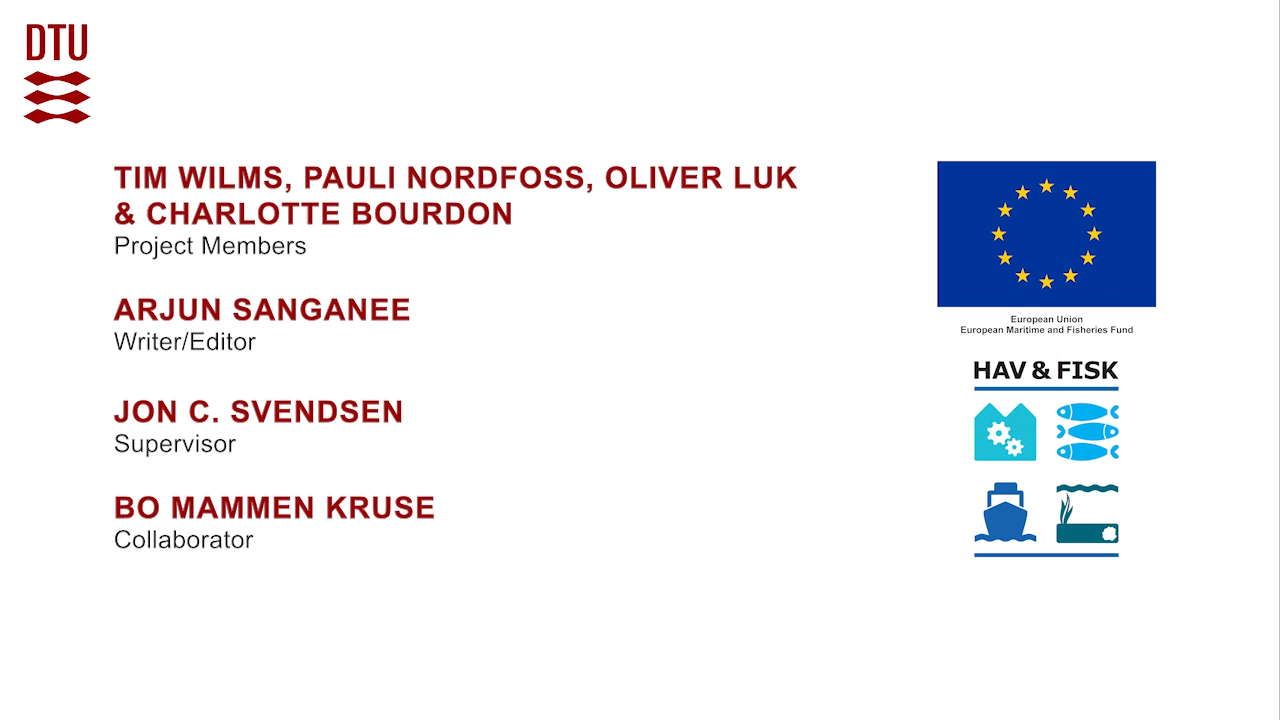 DTU
TIM WILMS, PAULI NORDFOSS, OLIVER LUK
& CHARLOTTE BOURDON
Project Members
ARJUN SANGANEE
Writer/Editor
JON C. SVENDSEN
Supervisor
BO MAMMEN KRUSE
Collaborator
European Union
European Maritime and Fisheries Fund
HAV & FISK